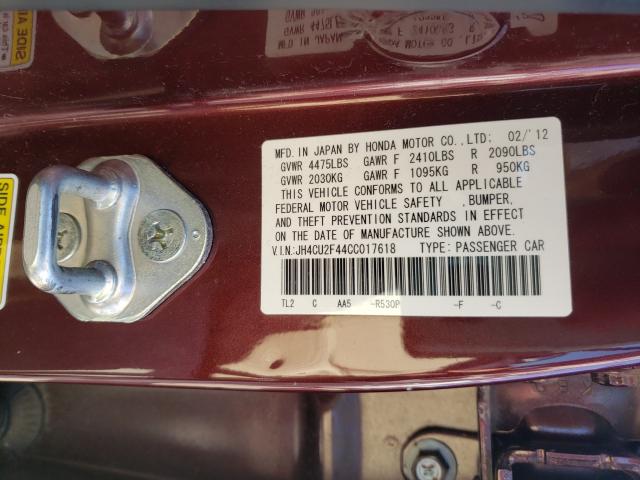 MFD. IN JAPAN BY HONDA MOTOR CO.,LTD: 02/'12
GVWR 4475LBS GAWR F 2410LBS R 2090LBS
GVWR 2030KG GAWR F 1095KG R 950KG
THIS VEHICLE CONFORMS TO ALL APPLICABLE
FEDERAL MOTOR VEHICLE SAFETY ,BUMPER,
AND THEFT PREVENTION STANDARDS IN EFFECT
ON THE DATE OF MANUFACTURE SHOWN ABOVE.
V.I.N:JH4CU2F44CC017618 TYPE: PASSENGER CAR
TL2 C AA5 -R530P -F -C
SIDE AIR